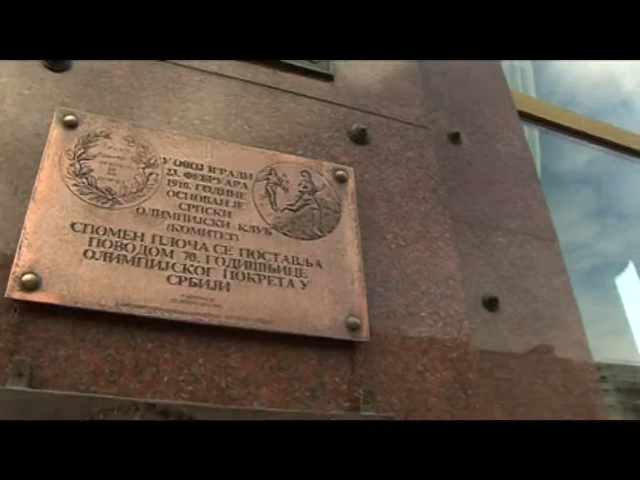 У ОВОЈ ЗГРАДИ
23. ФЕБРУАРА
1910. ГОДИНЕ
ОСНОВАН ЈЕ
СРПСКИ
ОЛИМПИЈСКИ КЛУБ
(КОМИТЕТ)
СПОМЕН ПЛОЧА СЕ ПОСТАВЉА
ПОВОДОМ 70. ГОДИШЊИЦЕ
ОЛИМПИЈСКОГ ПОКРЕТА У
СРБИЈИ